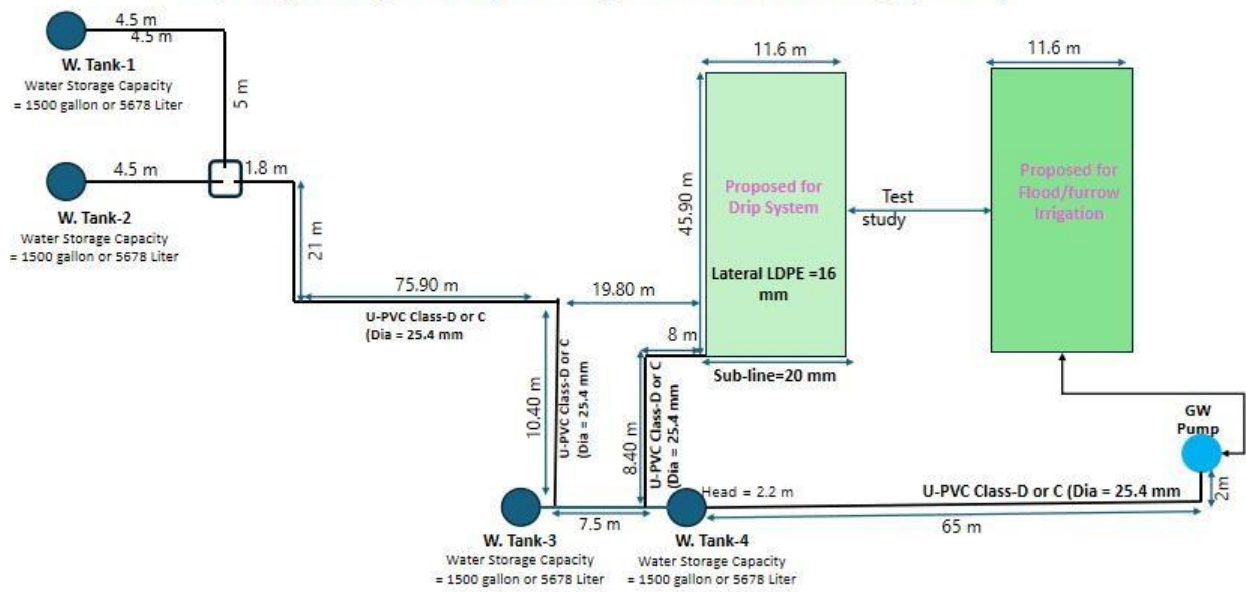 4.5 m
4.5 m
W. Tank-1
Water Storage Capacity
= 1500 gallon or 5678 Liter
5 m
4.5 m
1.8 m
W. Tank-2
Water Storage Capacity
= 1500 gallon or 5678 Liter
21 m
75.90 m
U-PVC Class-D or C
(Dia = 25.4 mm
19.80 m
10.40 m
U-PVC Class-D or C
(Dia = 25.4 mm
8 m
8.40 m
U-PVC Class-D or C
(Dia = 25.4 mm
11.6 m
45.90 m
Proposed for
Drip System
Lateral LDPE =16
mm
Sub-line=20 mm
Test
study
11.6 m
Proposed for
Flood/furrow
Irrigation
GW
Pump
2m
Head = 2.2 m
U-PVC Class-D or C (Dia = 25.4 mm
65 m
7.5 m
W. Tank-3
Water Storage Capacity
= 1500 gallon or 5678 Liter
W. Tank-4
Water Storage Capacity
= 1500 gallon or 5678 Liter